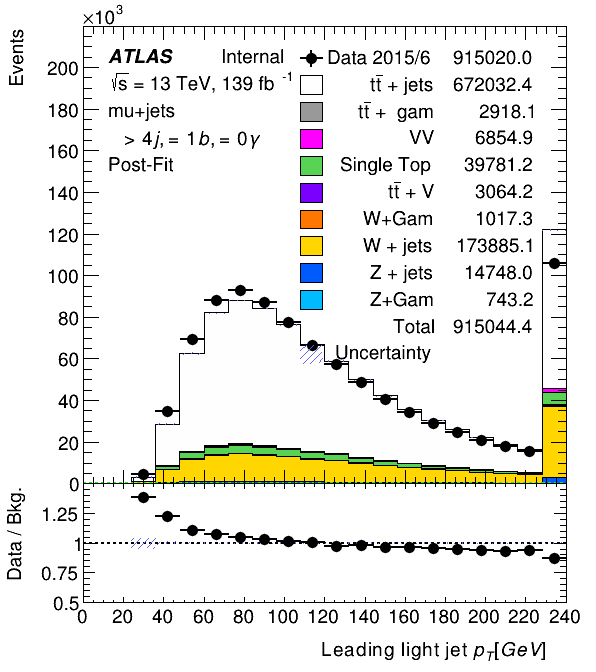 ×10³
Events
ATLAS Internal
√s = 13 TeV, 139 fb⁻¹
mu+jets
> 4j, = 1b, = 0γ
Post-Fit
Data 2015/6 915020.0
tt̄ + jets 672032.4
tt̄ + gam 2918.1
VV 6854.9
Single Top 39781.2
tt̄ + V 3064.2
W+Gam 1017.3
W + jets 173885.1
Z + jets 14748.0
Z+Gam 743.2
Total 915044.4
Uncertainty
200
180
160
140
120
100
80
60
40
20
0
Data / Bkg.
1.25
1
0.75
0.5
0 20 40 60 80 100 120 140 160 180 200 220 240
Leading light jet p_T[GeV]